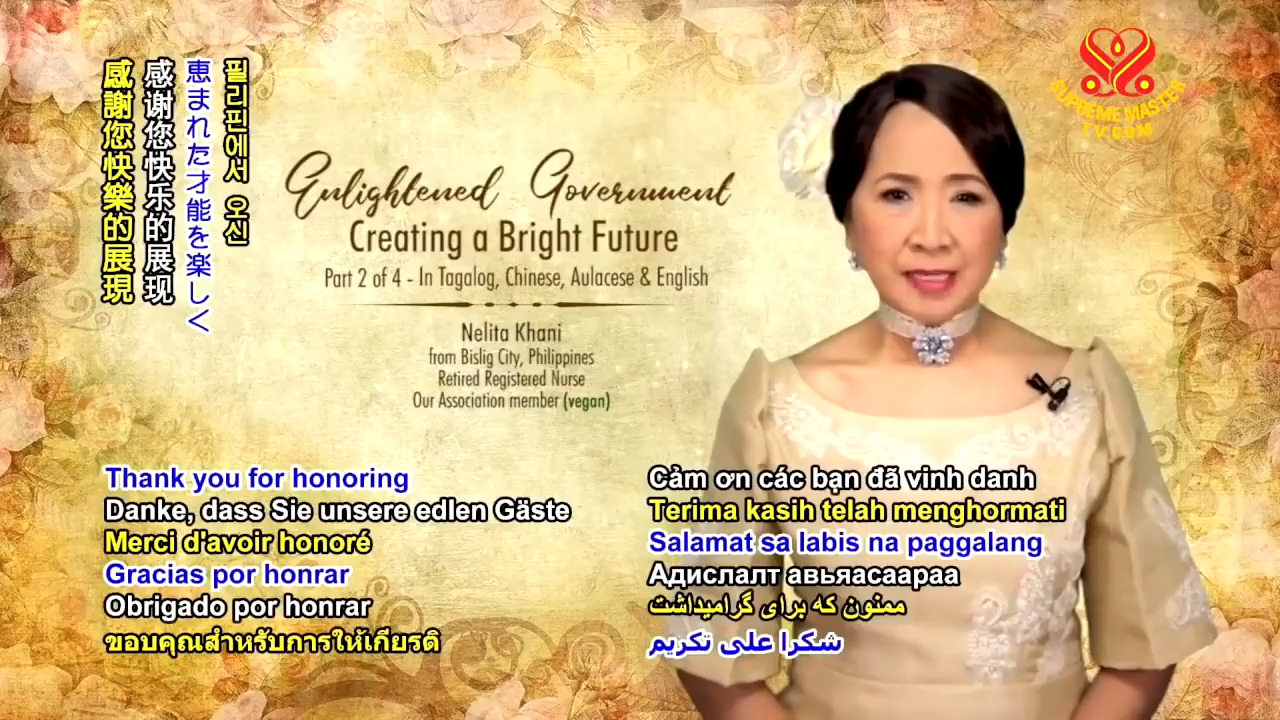 感謝您快樂的展現
感谢您快乐的展现
恵まれた才能を楽しく
필리핀에서 오신
SUPREME MASTER
TV.COM
Enlightened Government
Creating a Bright Future
Part 2 of 4 - In Tagalog, Chinese, Aulacese & English
Nelita Khani
from Bislig City, Philippines
Retired Registered Nurse
Our Association member (vegan)
Thank you for honoring
Danke, dass Sie unsere edlen Gäste
Merci d'avoir honoré
Gracias por honrar
Obrigado por honrar
ขอบคุณสำหรับการให้เกียรติ
Cảm ơn các bạn đã vinh danh
Terima kasih telah menghormati
Salamat sa labis na paggalang
Адислалт авьяасаараа
ممنون که برای گرامیداشت
شکرا على تكريم